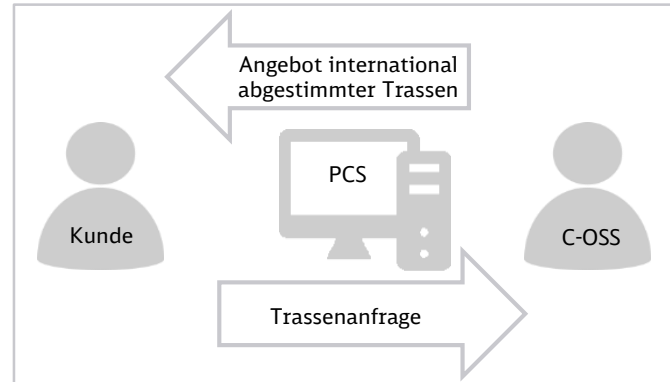 Angebot international
abgestimmter Trassen
PCS
Kunde
C-OSS
Trassenanfrage